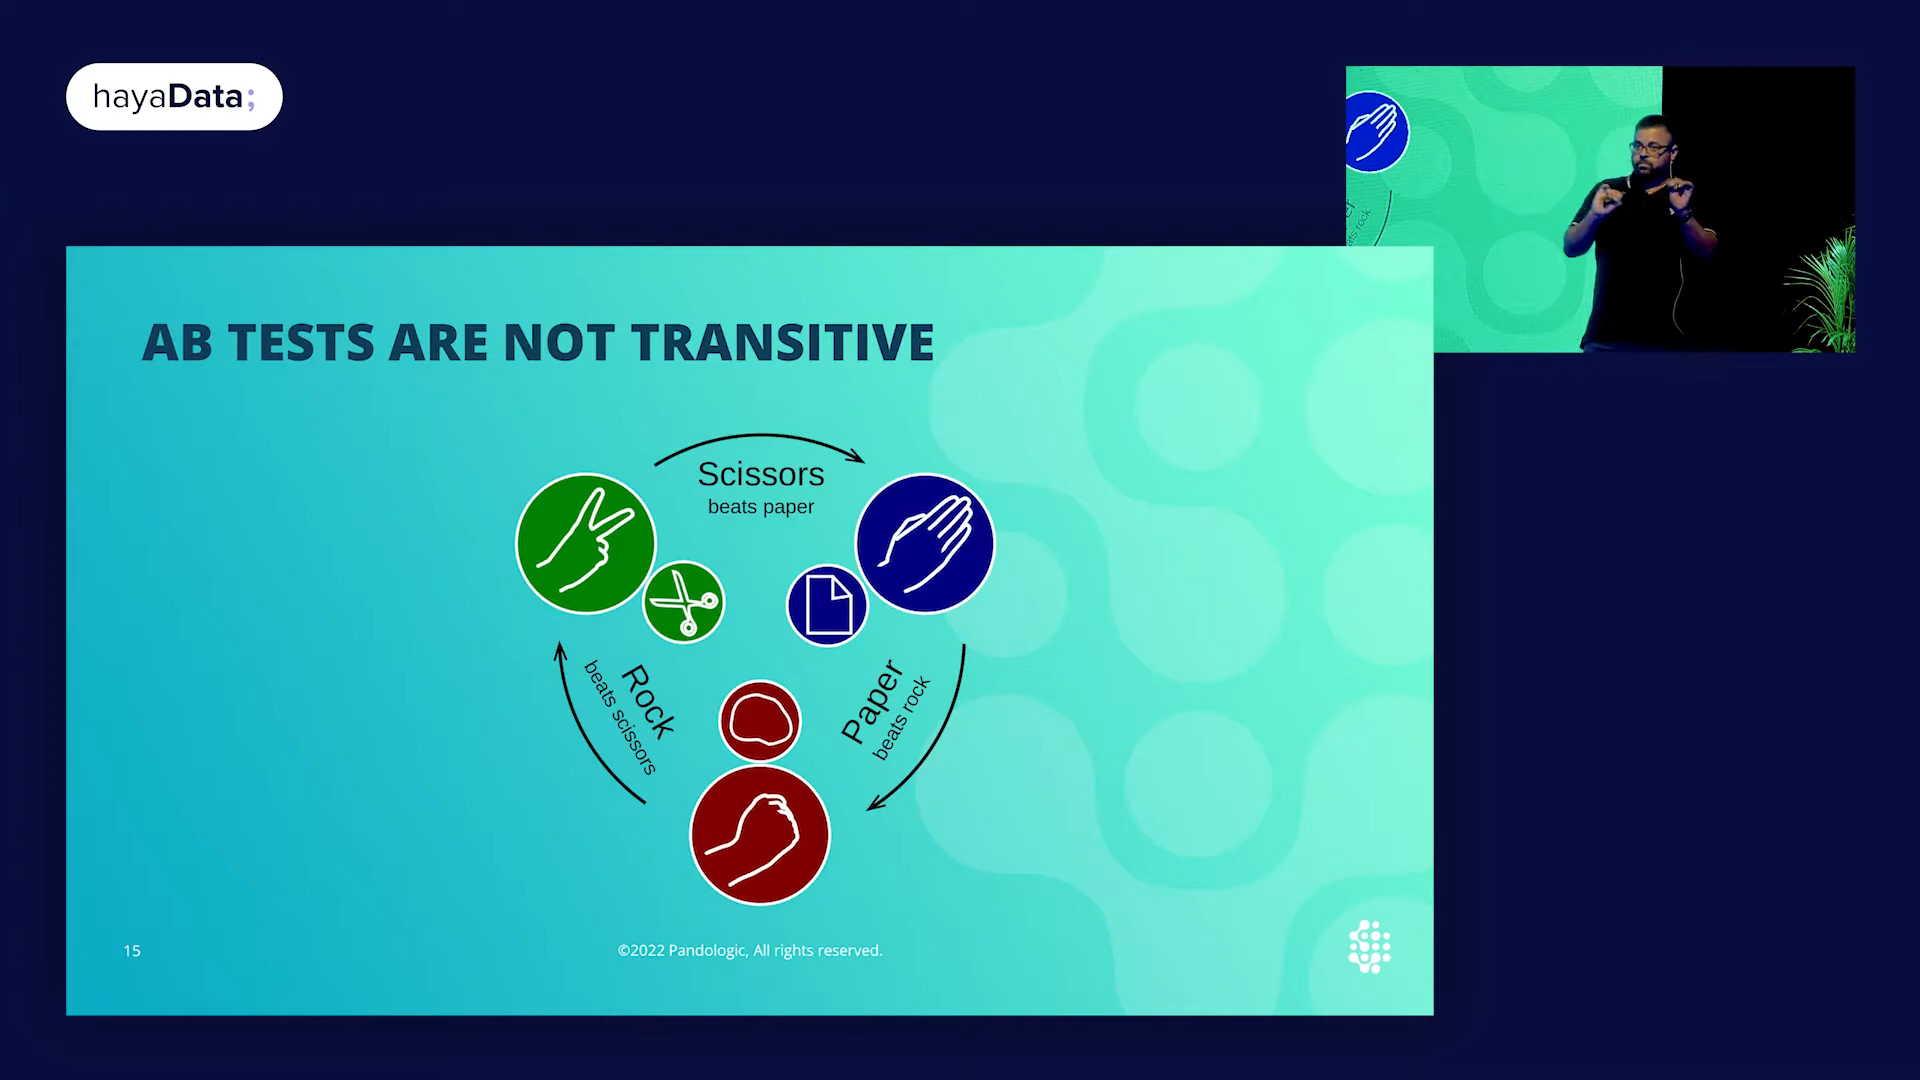 hayaData;
AB TESTS ARE NOT TRANSITIVE
Scissors
beats paper
Rock
beats scissors
Paper
beats rock
15
©2022 Pandologic, All rights reserved.